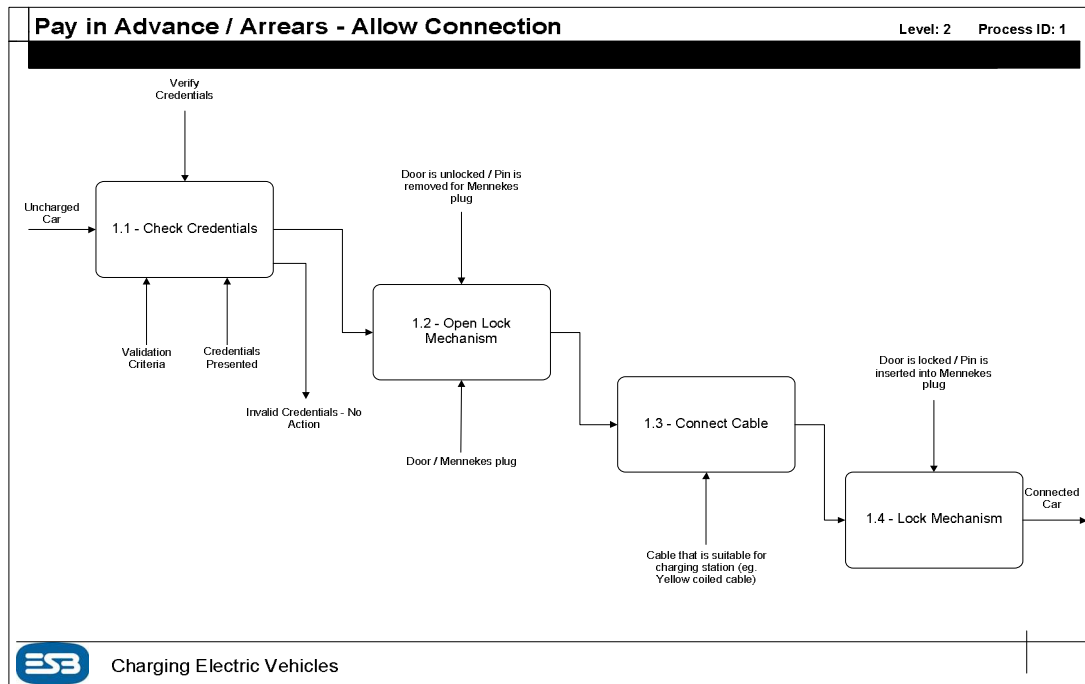 Pay in Advance / Arrears - Allow Connection
Level: 2    Process ID: 1
Verify
Credentials
Door is unlocked / Pin is
removed for Mennekes
plug
Uncharged
Car
1.1 - Check Credentials
1.2 - Open Lock
Mechanism
Validation
Criteria
Credentials
Presented
Door is locked / Pin is
inserted into Mennekes
plug
Invalid Credentials - No
Action
1.3 - Connect Cable
Door / Mennekes plug
Connected
Car
1.4 - Lock Mechanism
Cable that is suitable for
charging station (eg.
Yellow coiled cable)
ESB
Charging Electric Vehicles